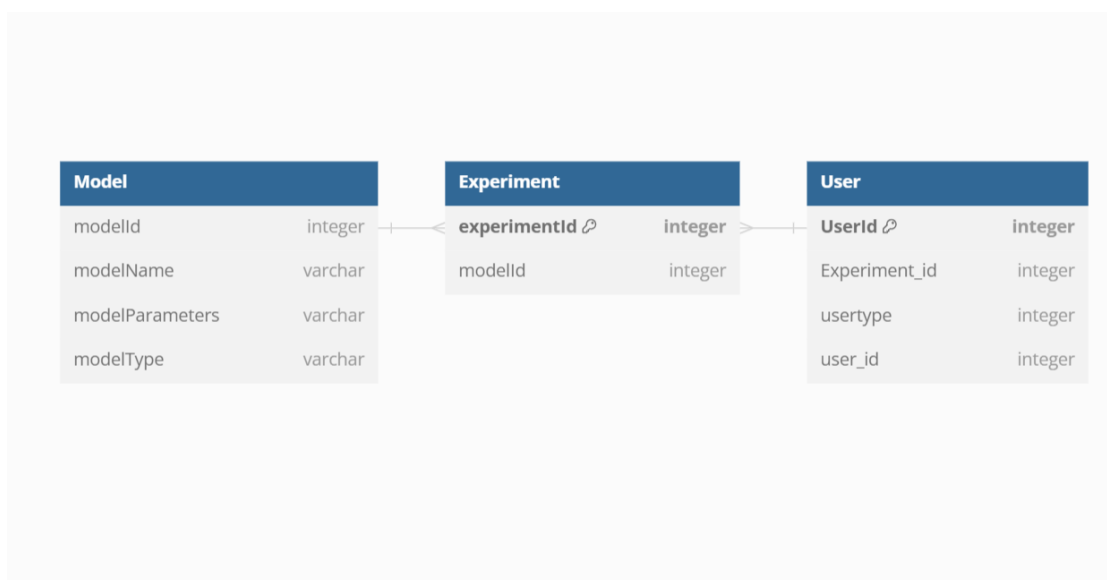 Model
modelId integer
modelName varchar
modelParameters varchar
modelType varchar
Experiment
experimentId integer
modelId integer
User
UserId integer
Experiment_id integer
usertype integer
user_id integer